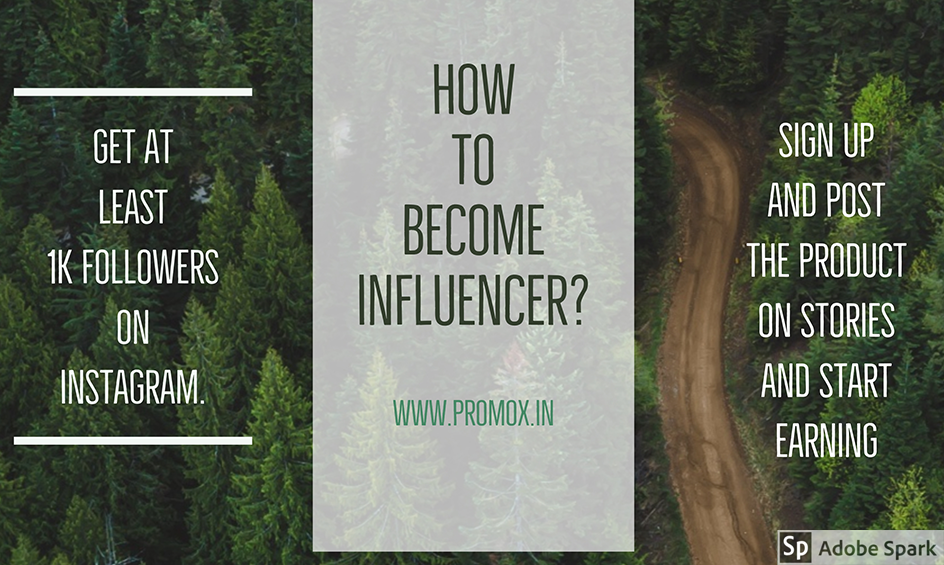 GET AT
LEAST
1K FOLLOWERS
ON
INSTAGRAM.
HOW
TO
BECOME
INFLUENCER?
WWW.PROMOX.IN
SIGN UP
AND POST
THE PRODUCT
ON STORIES
AND START
EARNING
Sp Adobe Spark